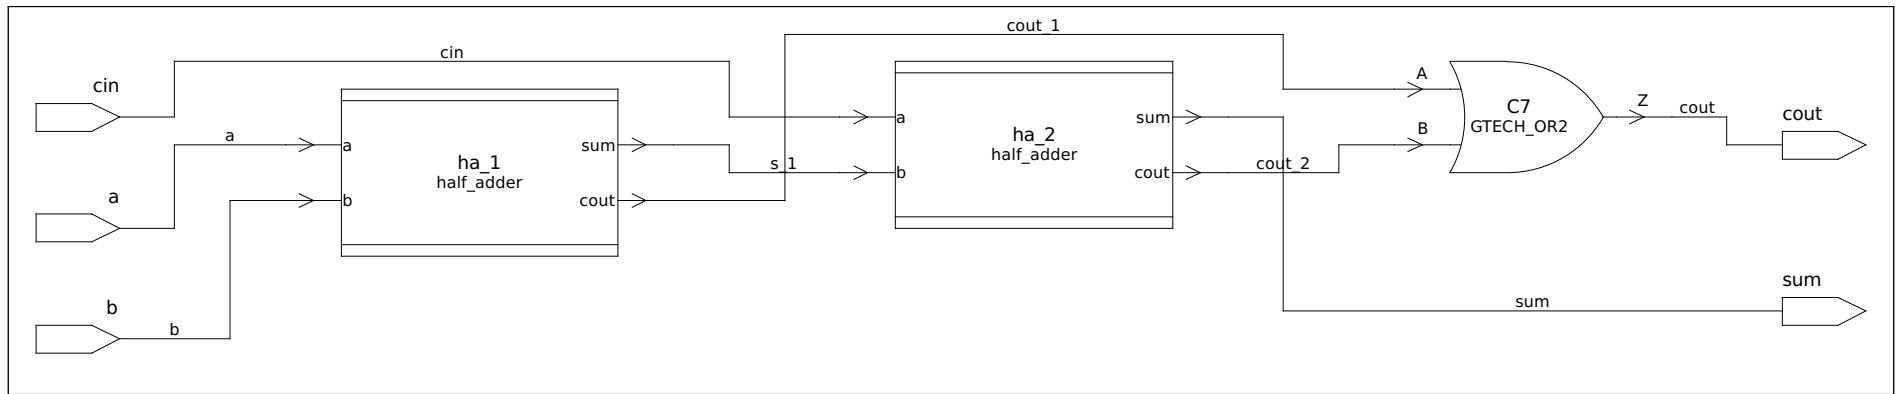 cout_1
cin
cin
a
a
b
b
a
b
ha_1
half_adder
sum
cout
s_1
a
b
ha_2
half_adder
sum
cout
cout_2
A
B
C7
GTECH_OR2
Z
cout
cout
sum
sum